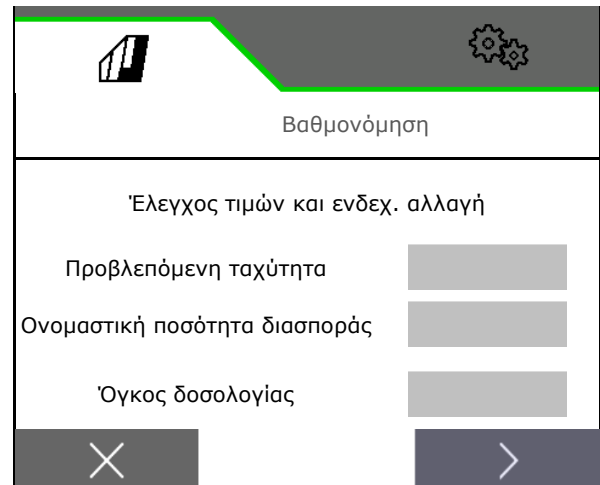 Βαθμονόμηση
Έλεγχος τιμών και ενδεχ. αλλαγή
Προβλεπόμενη ταχύτητα
Ονομαστική ποσότητα διασποράς
Όγκος δοσολογίας